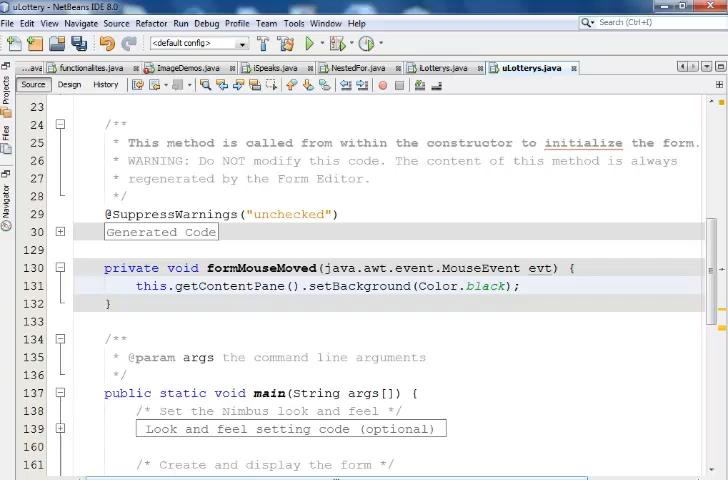 uLottery - NetBeans IDE 8.0
File Edit View Navigate Source Refactor Run Debug Profile Team Tools Window Help
Search (Ctrl+I)
<default config>
...ava functionalites.java ImageDemos.java iSpeaks.java NestedFor.java iLotterys.java uLotterys.java
Source Design History
Projects
Files
Navigator
23
24 /**
25 * This method is called from within the constructor to initialize the form.
26 * WARNING: Do NOT modify this code. The content of this method is always
27 * regenerated by the Form Editor.
28 */
29 @SuppressWarnings("unchecked")
30 Generated Code
129
130 private void formMouseMoved(java.awt.event.MouseEvent evt) {
131 this.getContentPane().setBackground(Color.black);
132 }
133
134 /**
135 * @param args the command line arguments
136 */
137 public static void main(String args[]) {
138 /* Set the Nimbus look and feel */
139 Look and feel setting code (optional)
160
161 /* Create and display the form */